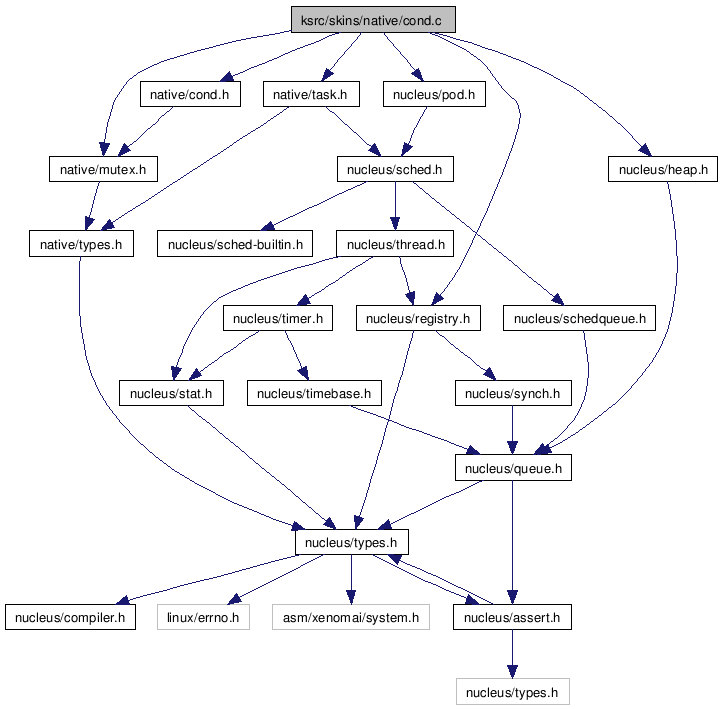 ksrc/skins/native/cond.c
native/cond.h
native/task.h
nucleus/pod.h
native/mutex.h
nucleus/sched.h
nucleus/heap.h
native/types.h
nucleus/sched-builtin.h
nucleus/thread.h
nucleus/timer.h
nucleus/registry.h
nucleus/schedqueue.h
nucleus/stat.h
nucleus/timebase.h
nucleus/synch.h
nucleus/queue.h
nucleus/types.h
nucleus/compiler.h
linux/errno.h
asm/xenomai/system.h
nucleus/assert.h
nucleus/types.h